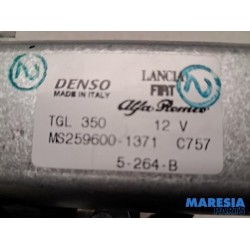 DENSO
MADE IN ITALY
LANCIA
FIAT
Alfa Romeo
TGL 350 12 V
MS259600-1371 C757
5-264-B
MARESIA